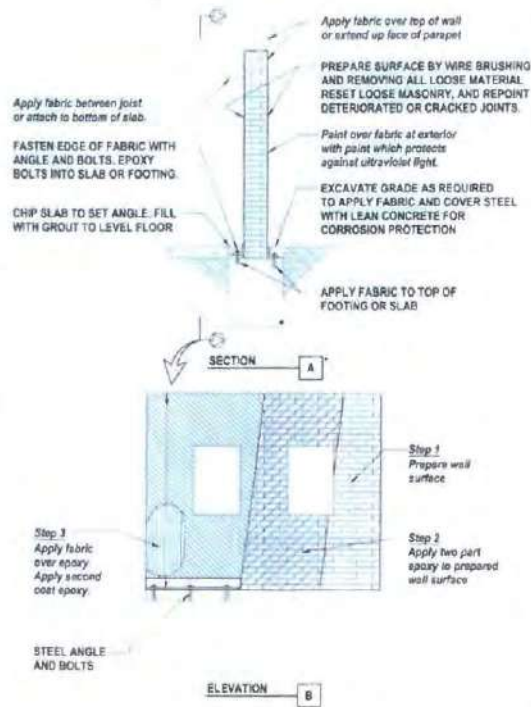 Apply fabric over top of wall
or extend up face of parapet
PREPARE SURFACE BY WIRE BRUSHING
AND REMOVING ALL LOOSE MATERIAL
RESET LOOSE MASONRY, AND REPOINT
DETERIORATED OR CRACKED JOINTS.
Apply fabric between joist
or attach to bottom of slab.
FASTEN EDGE OF FABRIC WITH
ANGLE AND BOLTS. EPOXY
BOLTS INTO SLAB OR FOOTING.
Paint over fabric at exterior
with paint which protects
against ultraviolet light.
CHIP SLAB TO SET ANGLE. FILL
WITH GROUT TO LEVEL FLOOR
EXCAVATE GRADE AS REQUIRED
TO APPLY FABRIC AND COVER STEEL
WITH LEAN CONCRETE FOR
CORROSION PROTECTION
APPLY FABRIC TO TOP OF
FOOTING OR SLAB
SECTION A
Step 1
Prepare wall
surface
Step 2
Apply two part
epoxy to prepared
wall surface
Step 3
Apply fabric
over epoxy
Apply second
coat epoxy.
STEEL ANGLE
AND BOLTS
ELEVATION B